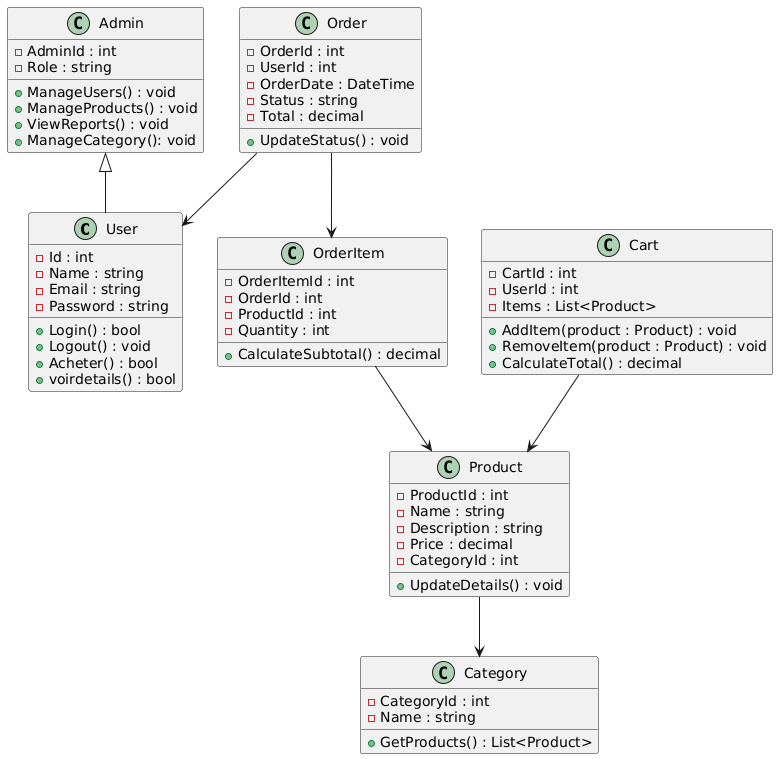 C Admin
AdminId : int
Role : string
ManageUsers() : void
ManageProducts() : void
ViewReports() : void
ManageCategory(): void
C Order
OrderId : int
UserId : int
OrderDate : DateTime
Status : string
Total : decimal
UpdateStatus() : void
C User
Id : int
Name : string
Email : string
Password : string
Login() : bool
Logout() : void
Acheter() : bool
voirdetails() : bool
C OrderItem
OrderItemId : int
OrderId : int
ProductId : int
Quantity : int
CalculateSubtotal() : decimal
C Cart
CartId : int
UserId : int
Items : List<Product>
AddItem(product : Product) : void
RemoveItem(product : Product) : void
CalculateTotal() : decimal
C Product
ProductId : int
Name : string
Description : string
Price : decimal
CategoryId : int
UpdateDetails() : void
C Category
CategoryId : int
Name : string
GetProducts() : List<Product>